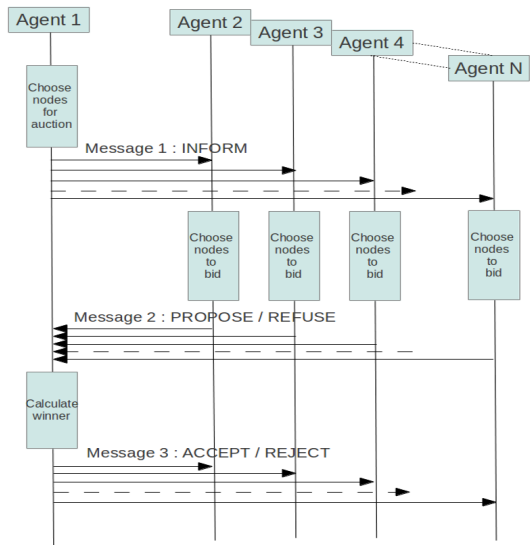 Agent 1
Agent 2
Agent 3
Agent 4
Agent N
Choose
nodes
for
auction
Message 1 : INFORM
Choose
nodes
to
bid
Choose
nodes
to
bid
Choose
nodes
to
bid
Choose
nodes
to
bid
Message 2 : PROPOSE / REFUSE
Calculate
winner
Message 3 : ACCEPT / REJECT